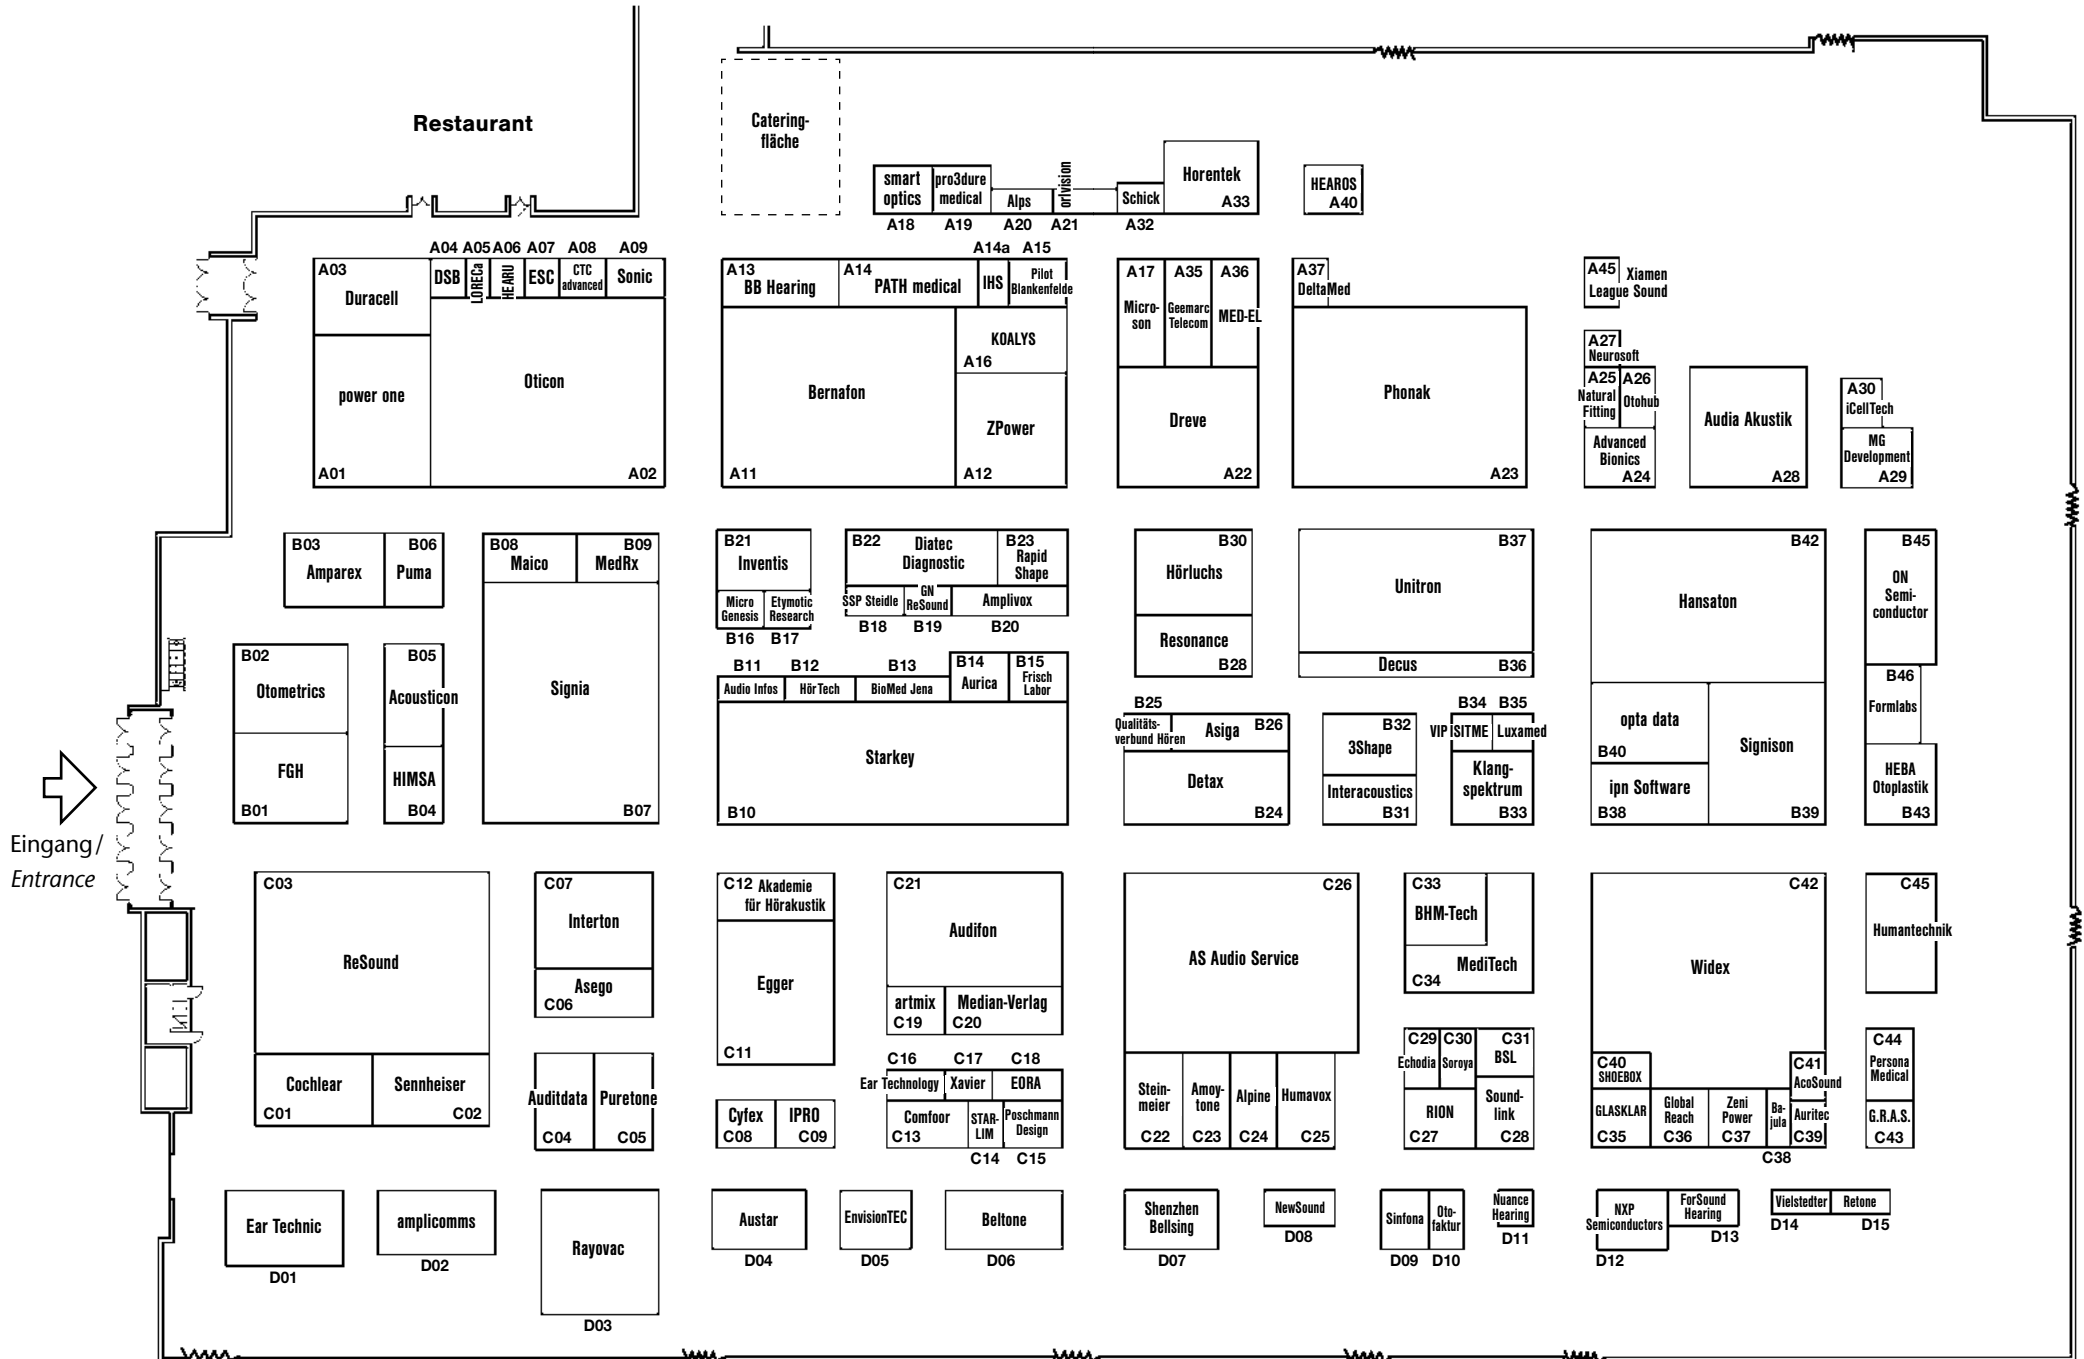 Restaurant
Catering-
fläche
smart
optics
A18
pro3dure
medical
A19
Alps
A20
orlvision
A21
Schick
A32
Horentek
A33
HEAROS
A40
A03
Duracell
power one
A01
A04
DSB
A05
LORECa
A06
HEARU
A07
ESC
A08
CTC
advanced
A09
Sonic
Oticon
A02
A13
BB Hearing
A14
PATH medical
A14a
IHS
A15
Pilot
Blankenfelde
Bernafon
A11
KOALYS
A16
ZPower
A12
A17
Micro-
son
A35
Geemarc
Telecom
A36
MED-EL
Dreve
A22
A37
DeltaMed
Phonak
A23
A45
Xiamen
League Sound
A27
Neurosoft
A25
Natural
Fitting
A26
Otohub
Advanced
Bionics
A24
Audia Akustik
A28
A30
iCellTech
MG
Development
A29
B03
Amparex
B06
Puma
B02
Otometrics
FGH
B01
B05
Acousticon
HIMSA
B04
B08
Maico
B09
MedRx
Signia
B07
B21
Inventis
Micro
Genesis
B16
Etymotic
Research
B17
B22
Diatec
Diagnostic
B23
Rapid
Shape
SSP Steidle
B18
GN
ReSound
B19
Amplivox
B20
B11
Audio Infos
B12
HörTech
B13
BioMed Jena
B14
Aurica
B15
Frisch
Labor
Starkey
B10
B30
Hörluchs
Resonance
B28
B25
Qualitäts-
verbund Hören
Asiga
B26
Detax
B24
B37
Unitron
Decus
B36
B32
3Shape
Interacoustics
B31
B34
VIP SITME
B35
Luxamed
Klang-
spektrum
B33
B42
Hansaton
opta data
B40
ipn Software
B38
Signison
B39
B45
ON
Semi-
conductor
B46
Formlabs
HEBA
Otoplastik
B43
Eingang/
Entrance
C03
ReSound
Cochlear
C01
Sennheiser
C02
C07
Interton
Asego
C06
Auditdata
C04
Puretone
C05
C12
Akademie
für Hörakustik
Egger
C11
Cyfex
C08
IPRO
C09
C21
Audifon
artmix
C19
Median-Verlag
C20
C16
Ear Technology
C17
Xavier
C18
EORA
Comfoor
C13
STAR-
LIM
C14
Poschmann
Design
C15
C26
AS Audio Service
Stein-
meier
C22
Amoy-
tone
C23
Alpine
C24
Humavox
C25
C33
BHM-Tech
MediTech
C34
C29
Echodia
C30
Soroya
C31
BSL
RION
C27
Sound-
link
C28
C42
Widex
C40
SHOEBOX
C41
AcoSound
GLASKLAR
C35
Global
Reach
C36
Zeni
Power
C37
Ba-
jula
C38
Auritec
C39
C45
Humantechnik
C44
Persona
Medical
G.R.A.S.
C43
Ear Technic
D01
amplicomms
D02
Rayovac
D03
Austar
D04
EnvisionTEC
D05
Beltone
D06
Shenzhen
Bellsing
D07
NewSound
D08
Sinfona
D09
Oto-
faktur
D10
Nuance
Hearing
D11
NXP
Semiconductors
D12
ForSound
Hearing
D13
Vielstedter
D14
Retone
D15